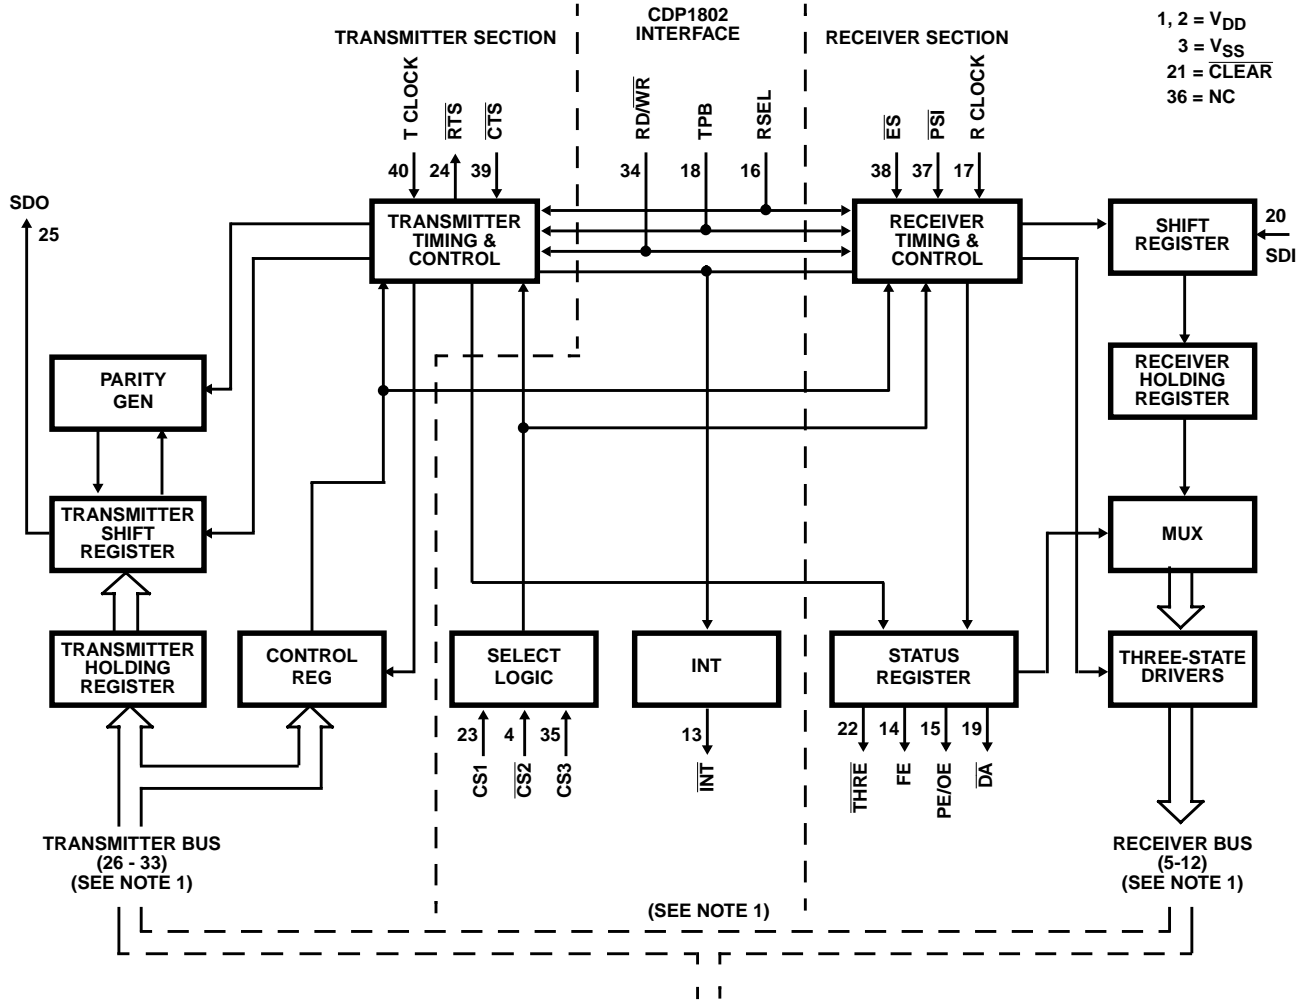 CDP1802
INTERFACE
TRANSMITTER SECTION
RECEIVER SECTION
1, 2 = VDD
3 = VSS
21 = CLEAR
36 = NC
T CLOCK
RTS
CTS
RD/WR
TPB
RSEL
ES
PSI
R CLOCK
40
24
39
34
18
16
38
37
17
SDO
25
TRANSMITTER
TIMING &
CONTROL
RECEIVER
TIMING &
CONTROL
SHIFT
REGISTER
20
SDI
PARITY
GEN
RECEIVER
HOLDING
REGISTER
TRANSMITTER
SHIFT
REGISTER
MUX
TRANSMITTER
HOLDING
REGISTER
CONTROL
REG
SELECT
LOGIC
INT
STATUS
REGISTER
THREE-STATE
DRIVERS
23
4
35
13
22
14
15
19
CS1
CS2
CS3
INT
THRE
FE
PE/OE
DA
TRANSMITTER BUS
(26 - 33)
(SEE NOTE 1)
RECEIVER BUS
(5-12)
(SEE NOTE 1)
(SEE NOTE 1)